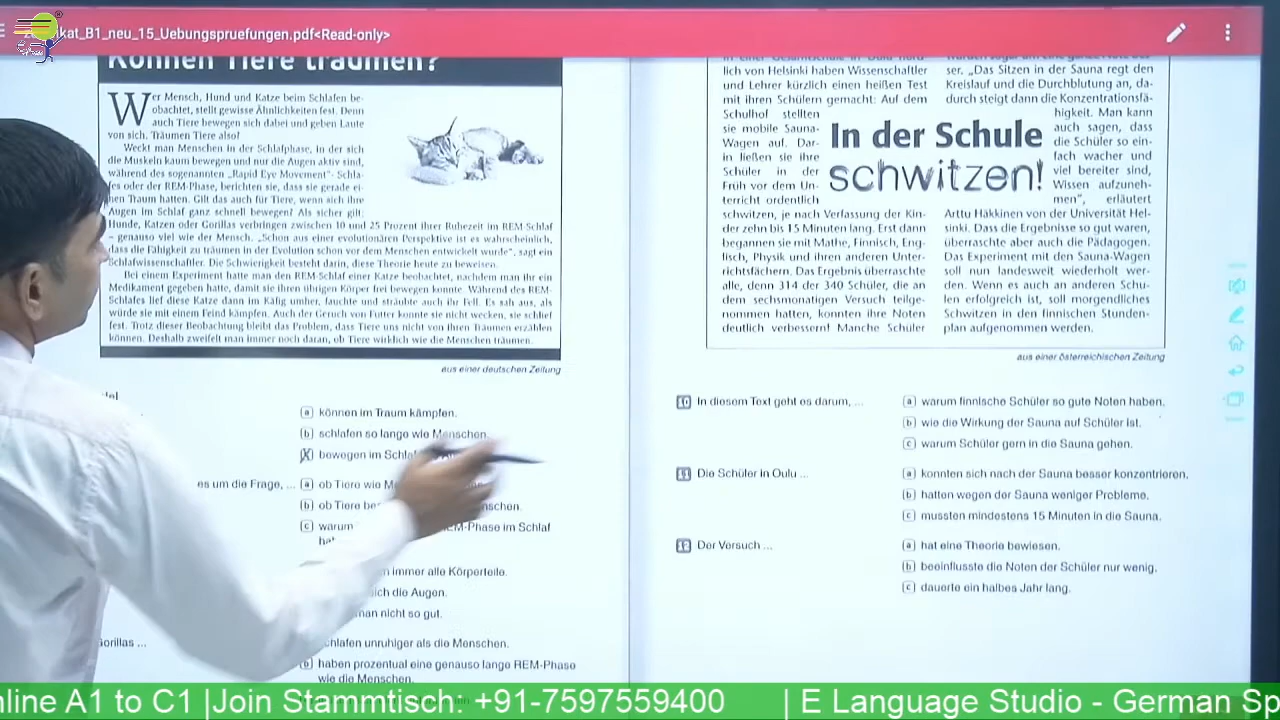 kat_B1_neu_15_Uebungspruefungen.pdf<Read-only>
Können Tiere träumen?
Wer Mensch, Hund und Katze beim Schlafen be-
obachtet, stellt gewisse Ähnlichkeiten fest. Denn
auch Tiere bewegen sich dabei und geben Laute
von sich. Träumen Tiere also?
Weckt man Menschen in der Schlafphase, in der sich
die Muskeln kaum bewegen und nur die Augen aktiv sind,
während des sogenannten „Rapid Eye Movement“- Schla-
fes oder der REM-Phase, berichten sie, dass sie gerade ei-
nen Traum hatten. Gilt das auch für Tiere, wenn sich ihre
Augen im Schlaf ganz schnell bewegen? Als sicher gilt:
Hunde, Katzen oder Gorillas verbringen zwischen 10 und 25 Prozent ihrer Ruhezeit im REM-Schlaf
– genauso viel wie der Mensch. „Schon aus einer evolutionären Perspektive ist es wahrscheinlich,
dass die Fähigkeit zu träumen in der Evolution schon vor dem Menschen entwickelt wurde“, sagt ein
Schlafwissenschaftler. Die Schwierigkeit besteht darin, diese Theorie heute zu beweisen.
Bei einem Experiment hatte man den REM-Schlaf einer Katze beobachtet, nachdem man ihr ein
Medikament gegeben hatte, damit sie ihren übrigen Körper frei bewegen konnte. Während des REM-
Schlafes lief diese Katze dann im Käfig umher, fauchte und sträubte auch ihr Fell. Es sah aus, als
würde sie mit einem Feind kämpfen. Auch der Geruch von Futter konnte sie nicht wecken, sie schlief
fest. Trotz dieser Beobachtung bleibt das Problem, dass Tiere uns nicht von ihren Träumen erzählen
können. Deshalb zweifelt man immer noch daran, ob Tiere wirklich wie die Menschen träumen.
aus einer deutschen Zeitung
a können im Traum kämpfen.
b schlafen so lange wie Menschen.
bewegen im Schlaf
es um die Frage, ... a ob Tiere wie
b ob Tiere schen.
c warum REM-Phase im Schlaf
n immer alle Körperteile.
ich die Augen.
man nicht so gut.
Gorillas ... schlafen unruhiger als die Menschen.
b haben prozentual eine genauso lange REM-Phase
wie die Menschen.
lich von Helsinki haben Wissenschaftler
und Lehrer kürzlich einen heißen Test
mit ihren Schülern gemacht: Auf dem
Schulhof stellten
sie mobile Sauna-
Wagen auf. Dar-
in ließen sie ihre
Schüler in der
Früh vor dem Un-
terricht ordentlich
schwitzen, je nach Verfassung der Kin-
der zehn bis 15 Minuten lang. Erst dann
begannen sie mit Mathe, Finnisch, Eng-
lisch, Physik und ihren anderen Unter-
richtsfächern. Das Ergebnis überraschte
alle, denn 314 der 340 Schüler, die an
dem sechsmonatigen Versuch teilge-
nommen hatten, konnten ihre Noten
deutlich verbessern! Manche Schüler
In der Schule
schwitzen!
ser. „Das Sitzen in der Sauna regt den
Kreislauf und die Durchblutung an, da-
durch steigt dann die Konzentrationsfä-
higkeit. Man kann
auch sagen, dass
die Schüler so ein-
fach wacher und
viel bereiter sind,
Wissen aufzuneh-
men“, erläutert
Arttu Häkkinen von der Universität Hel-
sinki. Dass die Ergebnisse so gut waren,
überraschte aber auch die Pädagogen.
Das Experiment mit den Sauna-Wagen
soll nun landesweit wiederholt wer-
den. Wenn es auch an anderen Schu-
len erfolgreich ist, soll morgendliches
Schwitzen in den finnischen Stunden-
plan aufgenommen werden.
aus einer österreichischen Zeitung
In diesem Text geht es darum, ... a warum finnische Schüler so gute Noten haben.
b wie die Wirkung der Sauna auf Schüler ist.
c warum Schüler gern in die Sauna gehen.
Die Schüler in Oulu ... a konnten sich nach der Sauna besser konzentrieren.
b hatten wegen der Sauna weniger Probleme.
c mussten mindestens 15 Minuten in die Sauna.
Der Versuch ... a hat eine Theorie bewiesen.
b beeinflusste die Noten der Schüler nur wenig.
c dauerte ein halbes Jahr lang.
nline A1 to C1 |Join Stammtisch: +91-7597559400 | E Language Studio - German Sp